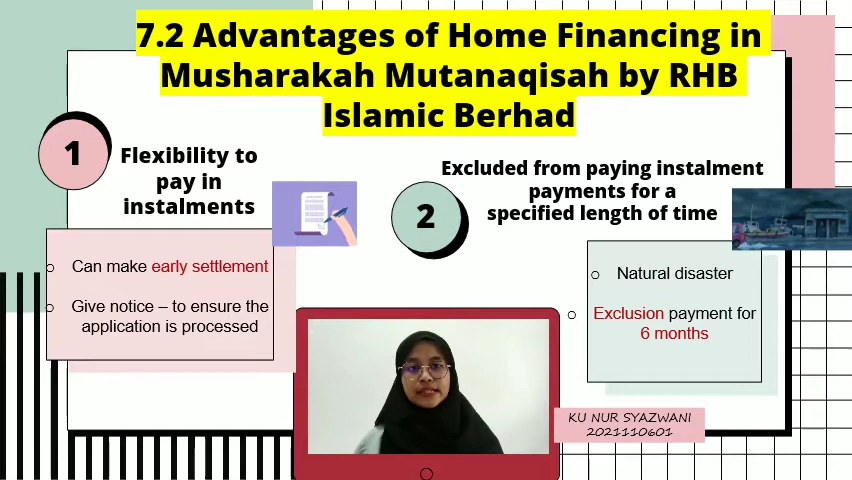 7.2 Advantages of Home Financing in
Musharakah Mutanaqisah by RHB
Islamic Berhad
1
Flexibility to
pay in
instalments
Can make early settlement
Give notice – to ensure the
application is processed
2
Excluded from paying instalment
payments for a
specified length of time
Natural disaster
Exclusion payment for
6 months
KU NUR SYAZWANI
2021110601